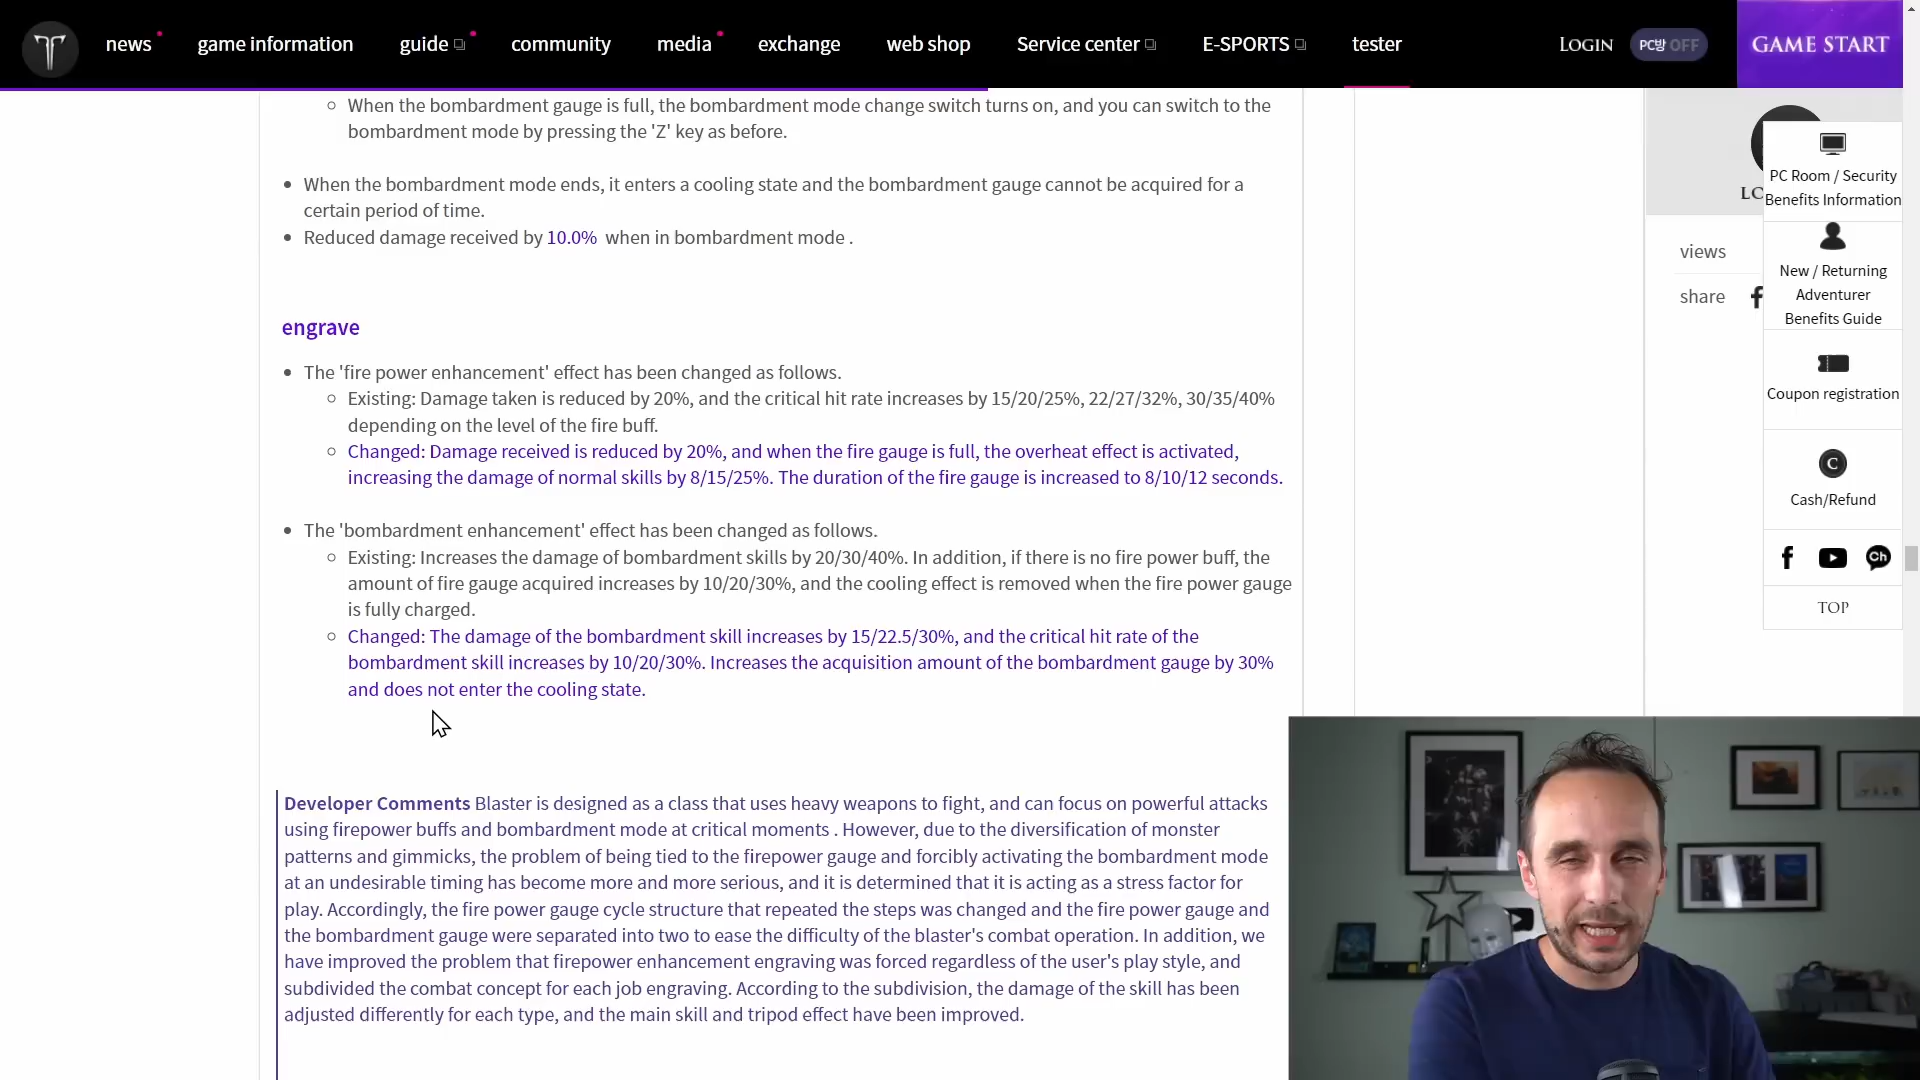 news
game information
guide
community
media
exchange
web shop
Service center
E-SPORTS
tester
LOGIN
PC방 OFF
GAME START
When the bombardment gauge is full, the bombardment mode change switch turns on, and you can switch to the
bombardment mode by pressing the 'Z' key as before.
When the bombardment mode ends, it enters a cooling state and the bombardment gauge cannot be acquired for a
certain period of time.
Reduced damage received by 10.0% when in bombardment mode .
engrave
The 'fire power enhancement' effect has been changed as follows.
Existing: Damage taken is reduced by 20%, and the critical hit rate increases by 15/20/25%, 22/27/32%, 30/35/40%
depending on the level of the fire buff.
Changed: Damage received is reduced by 20%, and when the fire gauge is full, the overheat effect is activated,
increasing the damage of normal skills by 8/15/25%. The duration of the fire gauge is increased to 8/10/12 seconds.
The 'bombardment enhancement' effect has been changed as follows.
Existing: Increases the damage of bombardment skills by 20/30/40%. In addition, if there is no fire power buff, the
amount of fire gauge acquired increases by 10/20/30%, and the cooling effect is removed when the fire power gauge
is fully charged.
Changed: The damage of the bombardment skill increases by 15/22.5/30%, and the critical hit rate of the
bombardment skill increases by 10/20/30%. Increases the acquisition amount of the bombardment gauge by 30%
and does not enter the cooling state.
Developer Comments Blaster is designed as a class that uses heavy weapons to fight, and can focus on powerful attacks
using firepower buffs and bombardment mode at critical moments . However, due to the diversification of monster
patterns and gimmicks, the problem of being tied to the firepower gauge and forcibly activating the bombardment mode
at an undesirable timing has become more and more serious, and it is determined that it is acting as a stress factor for
play. Accordingly, the fire power gauge cycle structure that repeated the steps was changed and the fire power gauge and
the bombardment gauge were separated into two to ease the difficulty of the blaster's combat operation. In addition, we
have improved the problem that firepower enhancement engraving was forced regardless of the user's play style, and
subdivided the combat concept for each job engraving. According to the subdivision, the damage of the skill has been
adjusted differently for each type, and the main skill and tripod effect have been improved.
LO
views
share
PC Room / Security
Benefits Information
New / Returning
Adventurer
Benefits Guide
Coupon registration
C
Cash/Refund
Ch
TOP